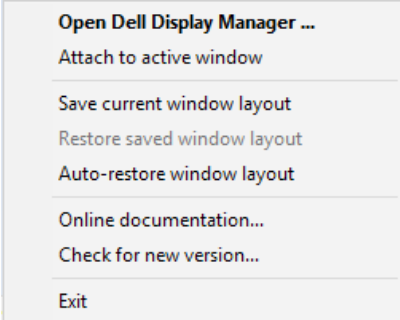 Open Dell Display Manager ...
Attach to active window
Save current window layout
Restore saved window layout
Auto-restore window layout
Online documentation...
Check for new version...
Exit